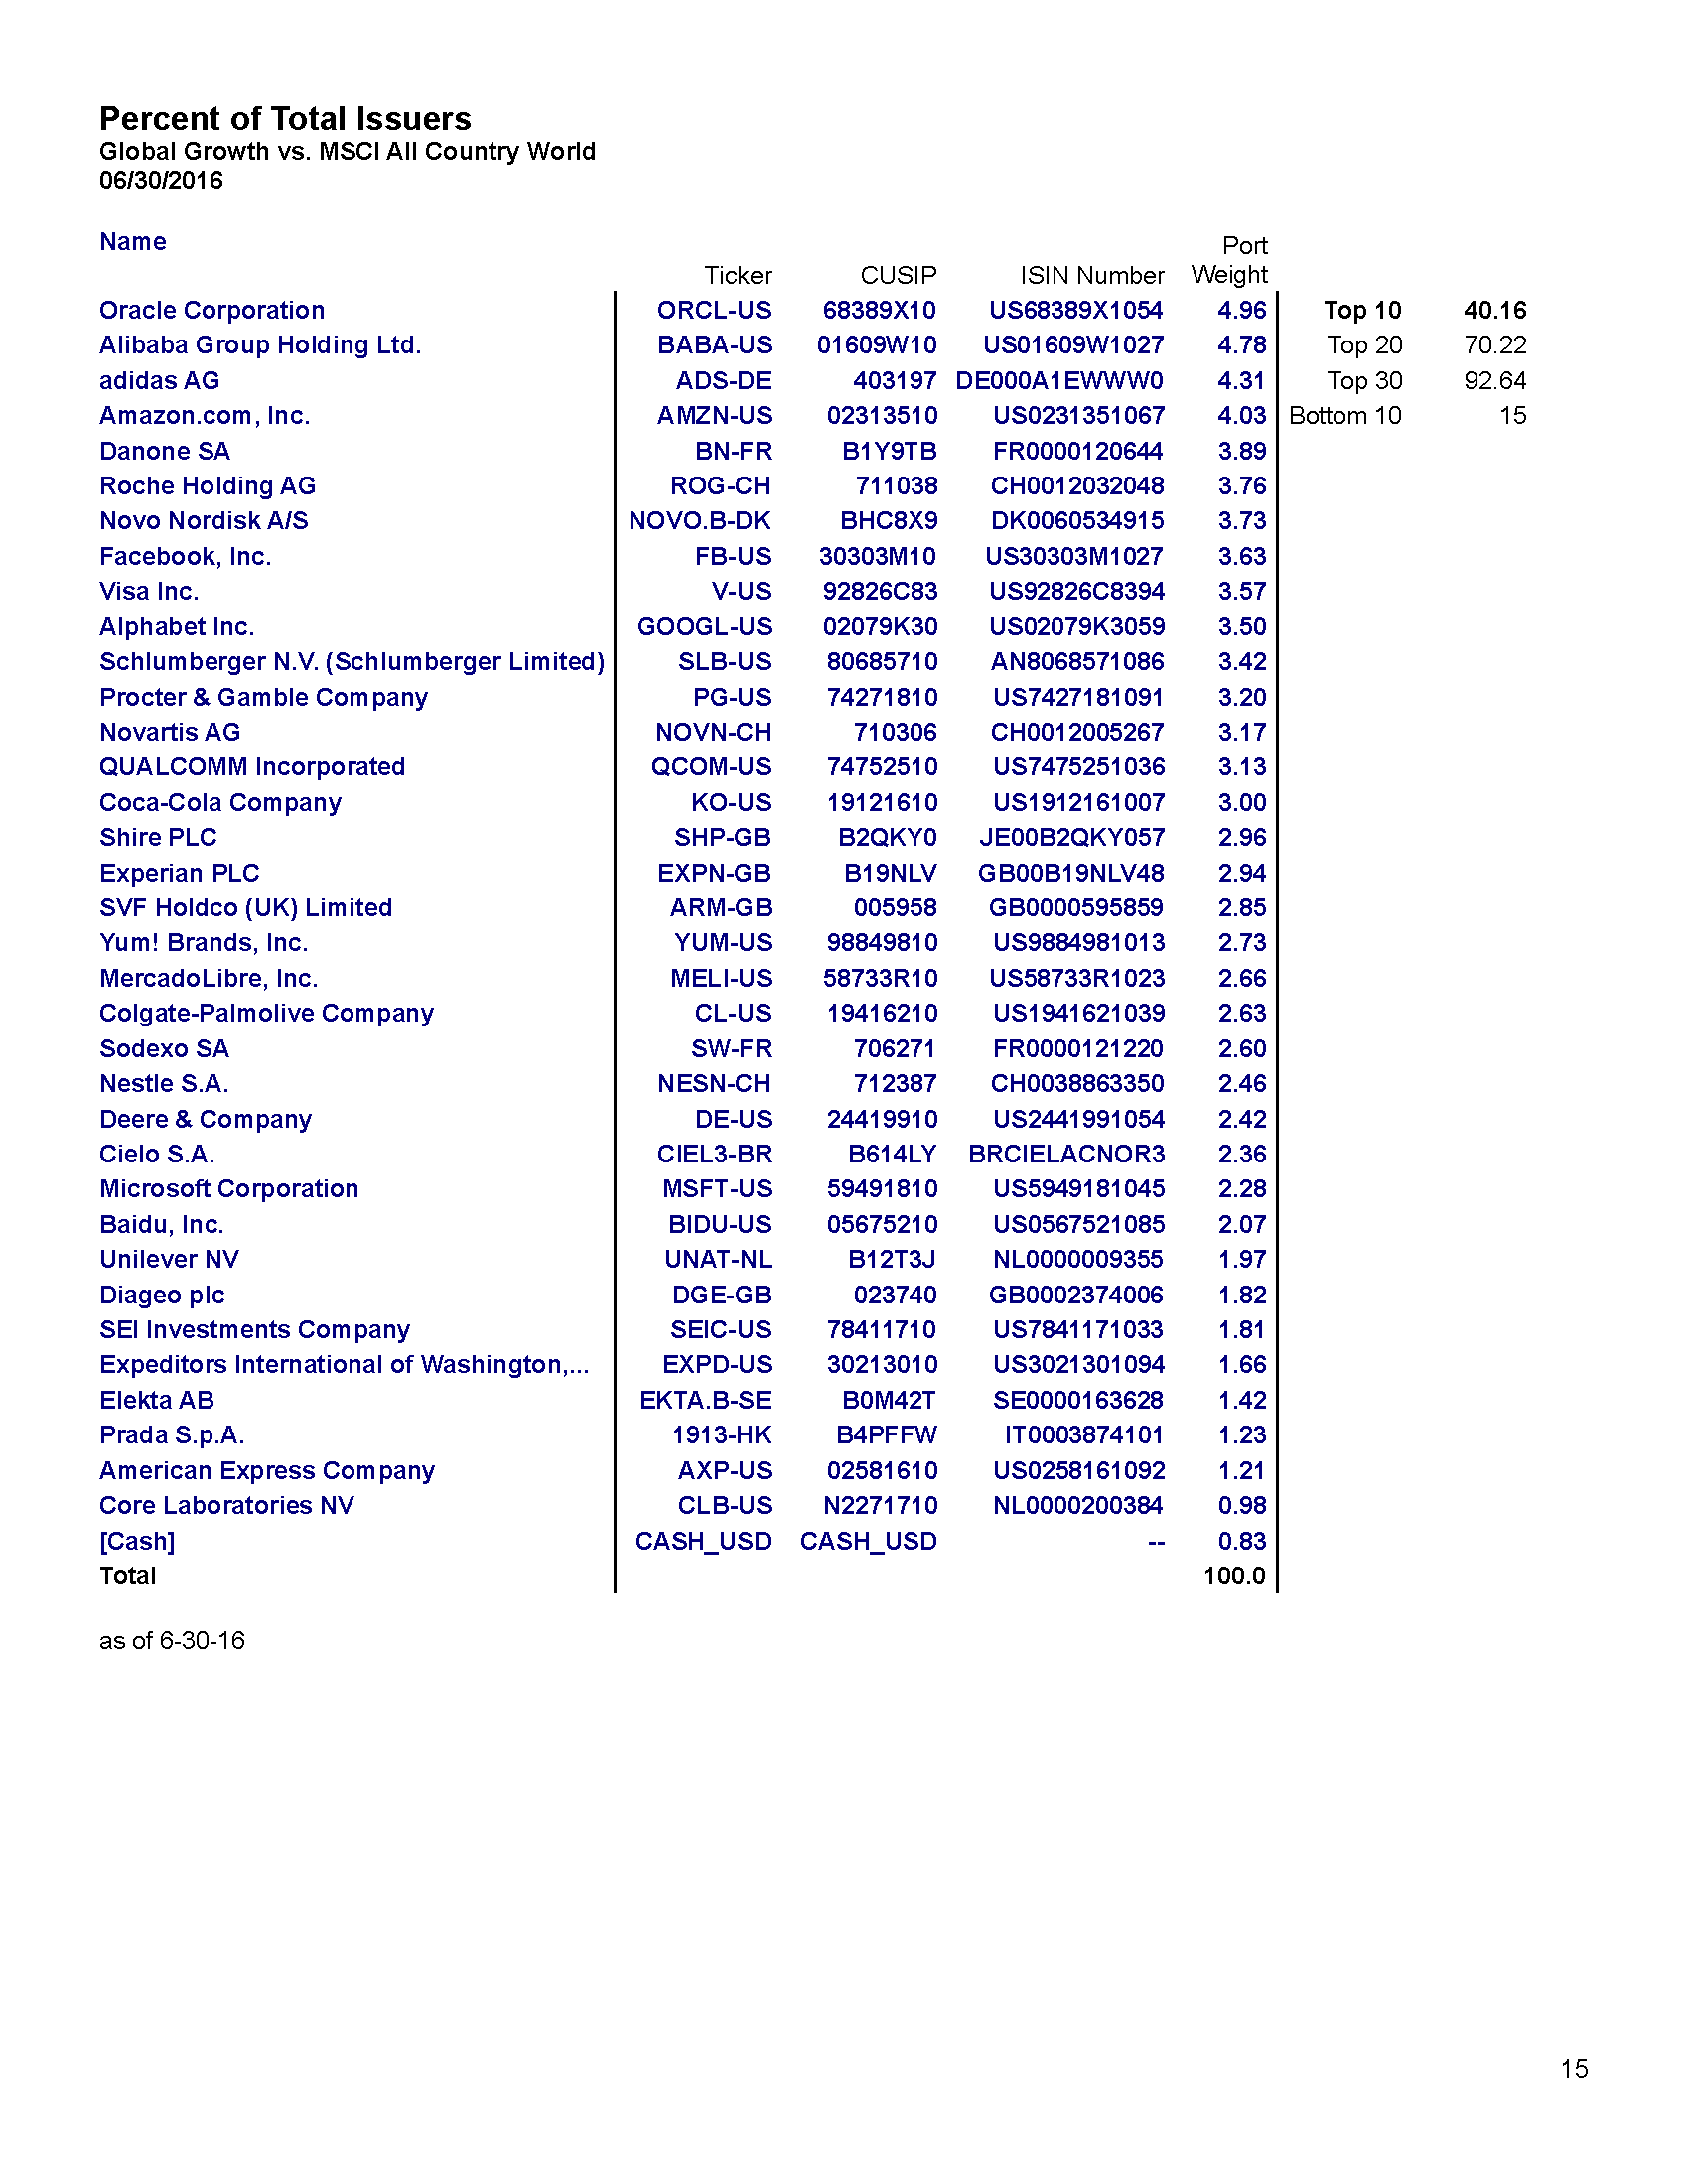 Percent of Total Issuers
Global Growth vs. MSCI All Country World
06/30/2016
Name Port
Ticker CUSIP ISIN Number Weight
Oracle Corporation ORCL-US 68389X10 US68389X1054 4.96 Top 10 40.16
Alibaba Group Holding Ltd. BABA-US 01609W10 US01609W1027 4.78 Top 20 70.22
adidas AG ADS-DE 403197 DE000A1EWWW0 4.31 Top 30 92.64
Amazon.com, Inc. AMZN-US 02313510 US0231351067 4.03 Bottom 10 15
Danone SA BN-FR B1Y9TB FR0000120644 3.89
Roche Holding AG ROG-CH 711038 CH0012032048 3.76
Novo Nordisk A/S NOVO.B-DK BHC8X9 DK0060534915 3.73
Facebook, Inc. FB-US 30303M10 US30303M1027 3.63
Visa Inc. V-US 92826C83 US92826C8394 3.57
Alphabet Inc. GOOGL-US 02079K30 US02079K3059 3.50
Schlumberger N.V. (Schlumberger Limited) SLB-US 80685710 AN8068571086 3.42
Procter & Gamble Company PG-US 74271810 US7427181091 3.20
Novartis AG NOVN-CH 710306 CH0012005267 3.17
QUALCOMM Incorporated QCOM-US 74752510 US7475251036 3.13
Coca-Cola Company KO-US 19121610 US1912161007 3.00
Shire PLC SHP-GB B2QKY0 JE00B2QKY057 2.96
Experian PLC EXPN-GB B19NLV GB00B19NLV48 2.94
SVF Holdco (UK) Limited ARM-GB 005958 GB0000595859 2.85
Yum! Brands, Inc. YUM-US 98849810 US9884981013 2.73
MercadoLibre, Inc. MELI-US 58733R10 US58733R1023 2.66
Colgate-Palmolive Company CL-US 19416210 US1941621039 2.63
Sodexo SA SW-FR 706271 FR0000121220 2.60
Nestle S.A. NESN-CH 712387 CH0038863350 2.46
Deere & Company DE-US 24419910 US2441991054 2.42
Cielo S.A. CIEL3-BR B614LY BRCIELACNOR3 2.36
Microsoft Corporation MSFT-US 59491810 US5949181045 2.28
Baidu, Inc. BIDU-US 05675210 US0567521085 2.07
Unilever NV UNAT-NL B12T3J NL0000009355 1.97
Diageo plc DGE-GB 023740 GB0002374006 1.82
SEI Investments Company SEIC-US 78411710 US7841171033 1.81
Expeditors International of Washington,... EXPD-US 30213010 US3021301094 1.66
Elekta AB EKTA.B-SE B0M42T SE0000163628 1.42
Prada S.p.A. 1913-HK B4PFFW IT0003874101 1.23
American Express Company AXP-US 02581610 US0258161092 1.21
Core Laboratories NV CLB-US N2271710 NL0000200384 0.98
[Cash] CASH_USD CASH_USD -- 0.83
Total 100.0
as of 6-30-16
15